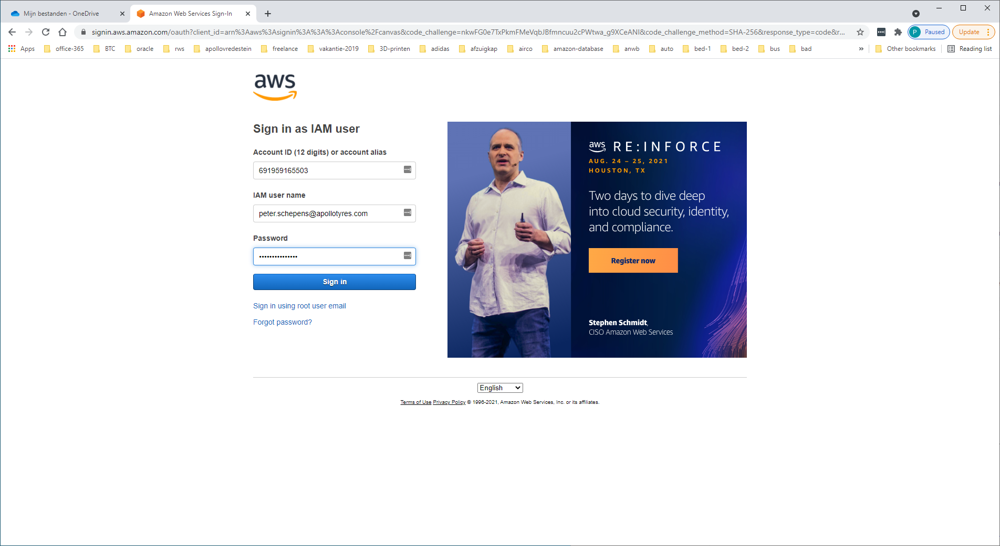 Mijn bestanden - OneDrive
Amazon Web Services Sign-In
signin.aws.amazon.com/oauth?client_id=arn%3Aaws%3Asignin%3A%3A%3Aconsole%2Fcanvas&code_challenge=nkwFG0e7TxPkmFMeVqbJBfmncuu2cPWtwa_g9XCeANI&code_challenge_method=SHA-256&response_type=code&r...
P Paused
Update
Apps office-365 BTC oracle rws apollovredestein freelance vakantie-2019 3D-printen adidas afzuigkap airco amazon-database anwb auto bed-1 bed-2 bus bad » Other bookmarks Reading list
aws
Sign in as IAM user
Account ID (12 digits) or account alias
691959165503
IAM user name
peter.schepens@apollotyres.com
Password
•••••••••••••••
Sign in
Sign in using root user email
Forgot password?
aws RE:INFORCE
AUG. 24 – 25, 2021
HOUSTON, TX
Two days to dive deep
into cloud security, identity,
and compliance.
Register now
Stephen Schmidt,
CISO Amazon Web Services
English
Terms of Use Privacy Policy © 1996-2021, Amazon Web Services, Inc. or its affiliates.